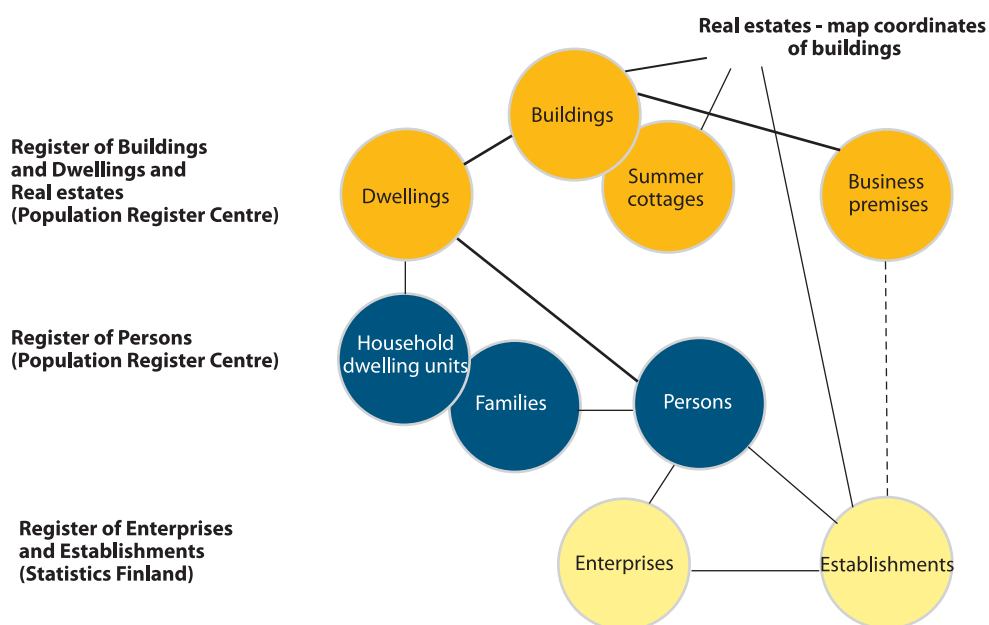 Real estates - map coordinates
of buildings
Buildings
Register of Buildings
and Dwellings and
Real estates
(Population Register Centre)
Dwellings
Summer
cottages
Business
premises
Register of Persons
(Population Register Centre)
Household
dwelling units
Families
Persons
Register of Enterprises
and Establishments
(Statistics Finland)
Enterprises
Establishments